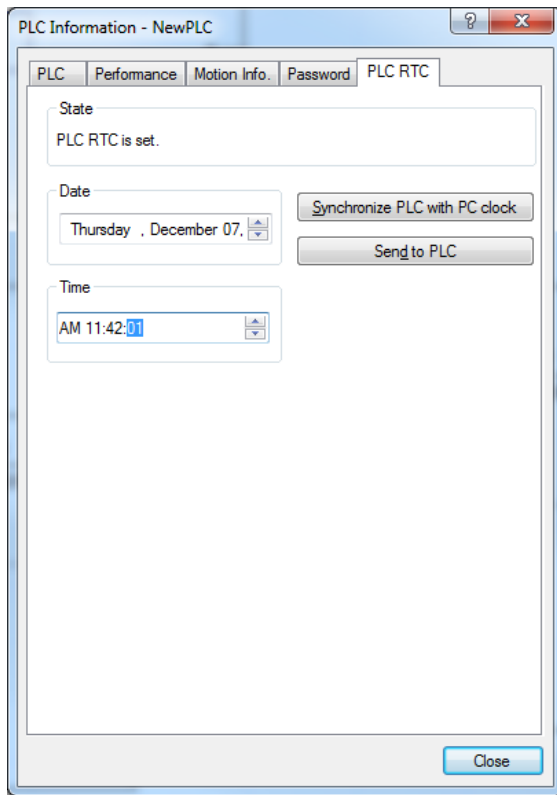 PLC Information - NewPLC
PLC Performance Motion Info. Password PLC RTC
State
PLC RTC is set.
Date
Thursday , December 07,
Synchronize PLC with PC clock
Send to PLC
Time
AM 11:42:01
Close